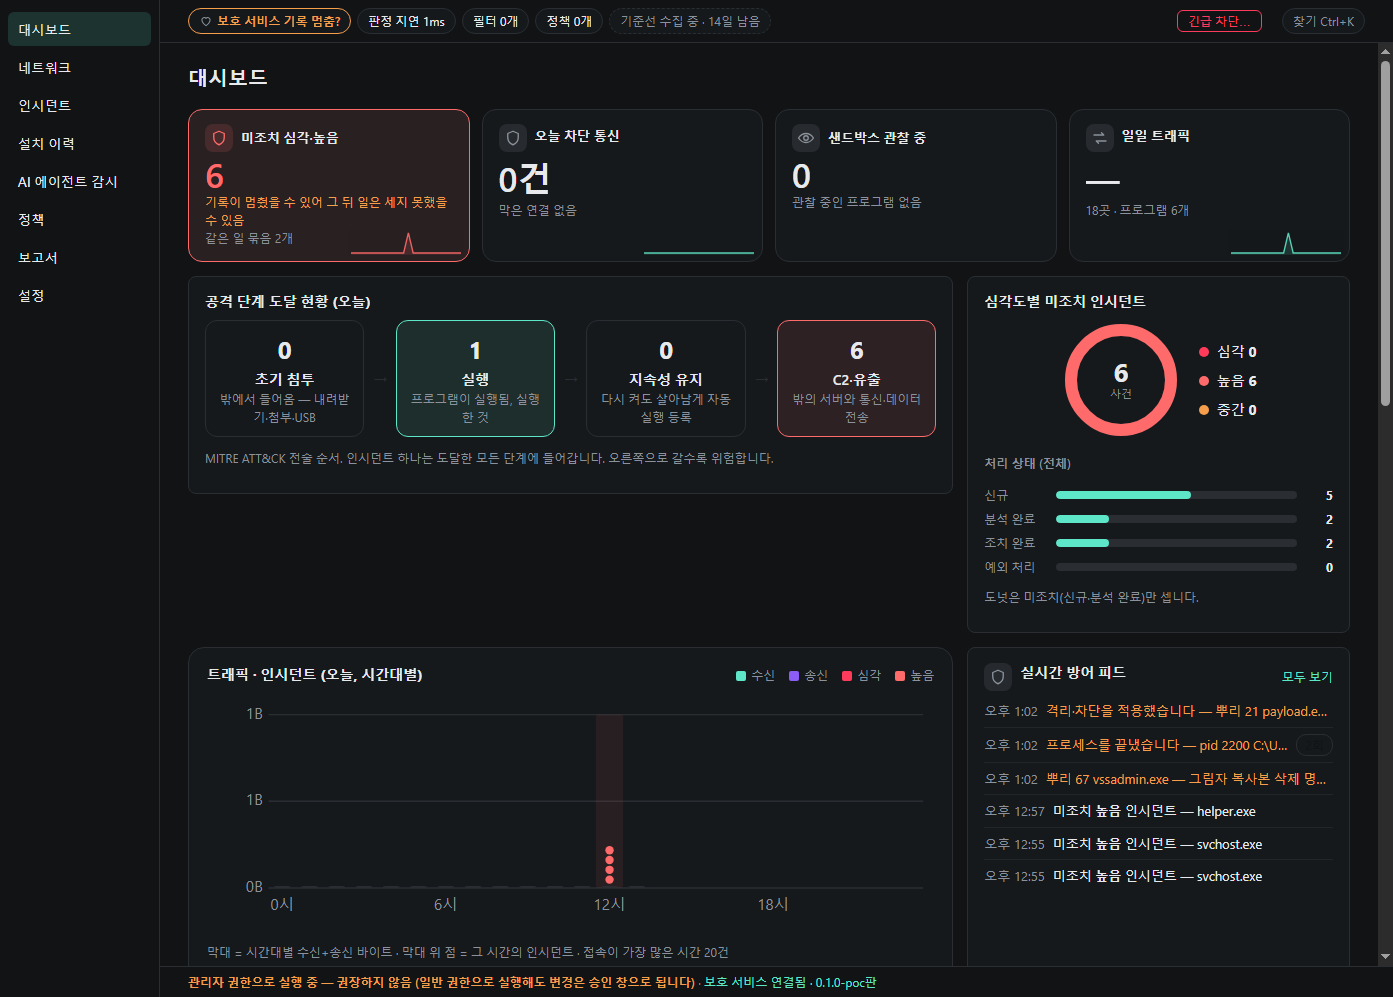 대시보드
네트워크
인시던트
설치 이력
AI 에이전트 감시
정책
보고서
설정
보호 서비스 기록 멈춤?
판정 지연 1ms
필터 0개
정책 0개
기준선 수집 중 · 14일 남음
긴급 차단...
찾기 Ctrl+K
대시보드
미조치 심각·높음
6
기록이 멈췄을 수 있어 그 뒤 일은 세지 못했을
수 있음
같은 일 묶음 2개
오늘 차단 통신
0건
막은 연결 없음
샌드박스 관찰 중
0
관찰 중인 프로그램 없음
일일 트래픽
—
18곳 · 프로그램 6개
공격 단계 도달 현황 (오늘)
0
초기 침투
밖에서 들어옴 — 내려받
기·첨부·USB
→
1
실행
프로그램이 실행됨, 실행
한 것
→
0
지속성 유지
다시 켜도 살아남게 자동
실행 등록
→
6
C2·유출
밖의 서버와 통신·데이터
전송
MITRE ATT&CK 전술 순서. 인시던트 하나는 도달한 모든 단계에 들어갑니다. 오른쪽으로 갈수록 위험합니다.
심각도별 미조치 인시던트
6
사건
심각 0
높음 6
중간 0
처리 상태 (전체)
신규 5
분석 완료 2
조치 완료 2
예외 처리 0
도넛은 미조치(신규·분석 완료)만 셉니다.
트래픽 · 인시던트 (오늘, 시간대별)
수신 송신 심각 높음
1B
1B
0B
0시 6시 12시 18시
막대 = 시간대별 수신+송신 바이트 · 막대 위 점 = 그 시간의 인시던트 · 접속이 가장 많은 시간 20건
실시간 방어 피드
모두 보기
오후 1:02 격리·차단을 적용했습니다 — 뿌리 21 payload.e...
오후 1:02 프로세스를 끝냈습니다 — pid 2200 C:\U...
오후 1:02 뿌리 67 vssadmin.exe — 그림자 복사본 삭제 명...
오후 12:57 미조치 높음 인시던트 — helper.exe
오후 12:55 미조치 높음 인시던트 — svchost.exe
오후 12:55 미조치 높음 인시던트 — svchost.exe
관리자 권한으로 실행 중 — 권장하지 않음 (일반 권한으로 실행해도 변경은 승인 창으로 됩니다) · 보호 서비스 연결됨 · 0.1.0-poc판